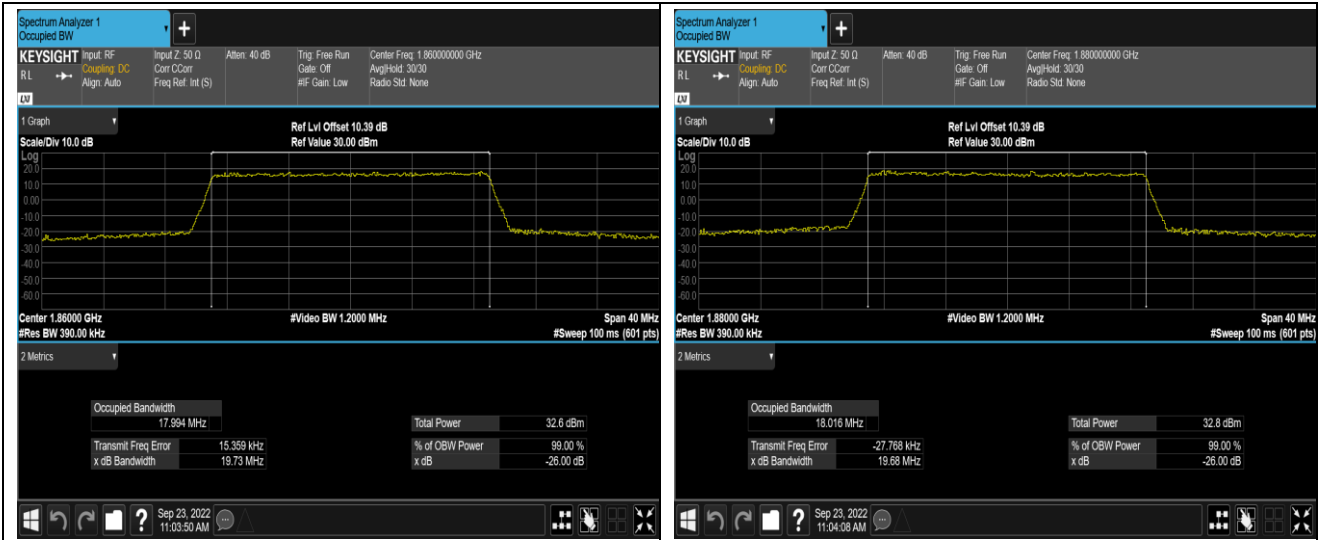 Spectrum Analyzer 1
Occupied BW
+
KEYSIGHT Input: RF Input Z: 50 Ω Atten: 40 dB Trig: Free Run Center Freq: 1.860000000 GHz
Coupling: DC Corr CCorr Gate: Off Avg|Hold: 30/30
RL Align: Auto Freq Ref: Int (S) #IF Gain: Low Radio Std: None
LXI
1 Graph
Ref Lvl Offset 10.39 dB
Scale/Div 10.0 dB Ref Value 30.00 dBm
Log
20.0
10.0
0.00
-10.0
-20.0
-30.0
-40.0
-50.0
-60.0
Center 1.86000 GHz #Video BW 1.2000 MHz Span 40 MHz
#Res BW 390.00 kHz #Sweep 100 ms (601 pts)
2 Metrics
Occupied Bandwidth
17.994 MHz Total Power 32.6 dBm
Transmit Freq Error 15.359 kHz % of OBW Power 99.00 %
x dB Bandwidth 19.73 MHz x dB -26.00 dB
? Sep 23, 2022
11:03:50 AM
Spectrum Analyzer 1
Occupied BW
+
KEYSIGHT Input: RF Input Z: 50 Ω Atten: 40 dB Trig: Free Run Center Freq: 1.880000000 GHz
Coupling: DC Corr CCorr Gate: Off Avg|Hold: 30/30
RL Align: Auto Freq Ref: Int (S) #IF Gain: Low Radio Std: None
LXI
1 Graph
Ref Lvl Offset 10.39 dB
Scale/Div 10.0 dB Ref Value 30.00 dBm
Log
20.0
10.0
0.00
-10.0
-20.0
-30.0
-40.0
-50.0
-60.0
Center 1.88000 GHz #Video BW 1.2000 MHz Span 40 MHz
#Res BW 390.00 kHz #Sweep 100 ms (601 pts)
2 Metrics
Occupied Bandwidth
18.016 MHz Total Power 32.8 dBm
Transmit Freq Error -27.768 kHz % of OBW Power 99.00 %
x dB Bandwidth 19.68 MHz x dB -26.00 dB
? Sep 23, 2022
11:04:08 AM